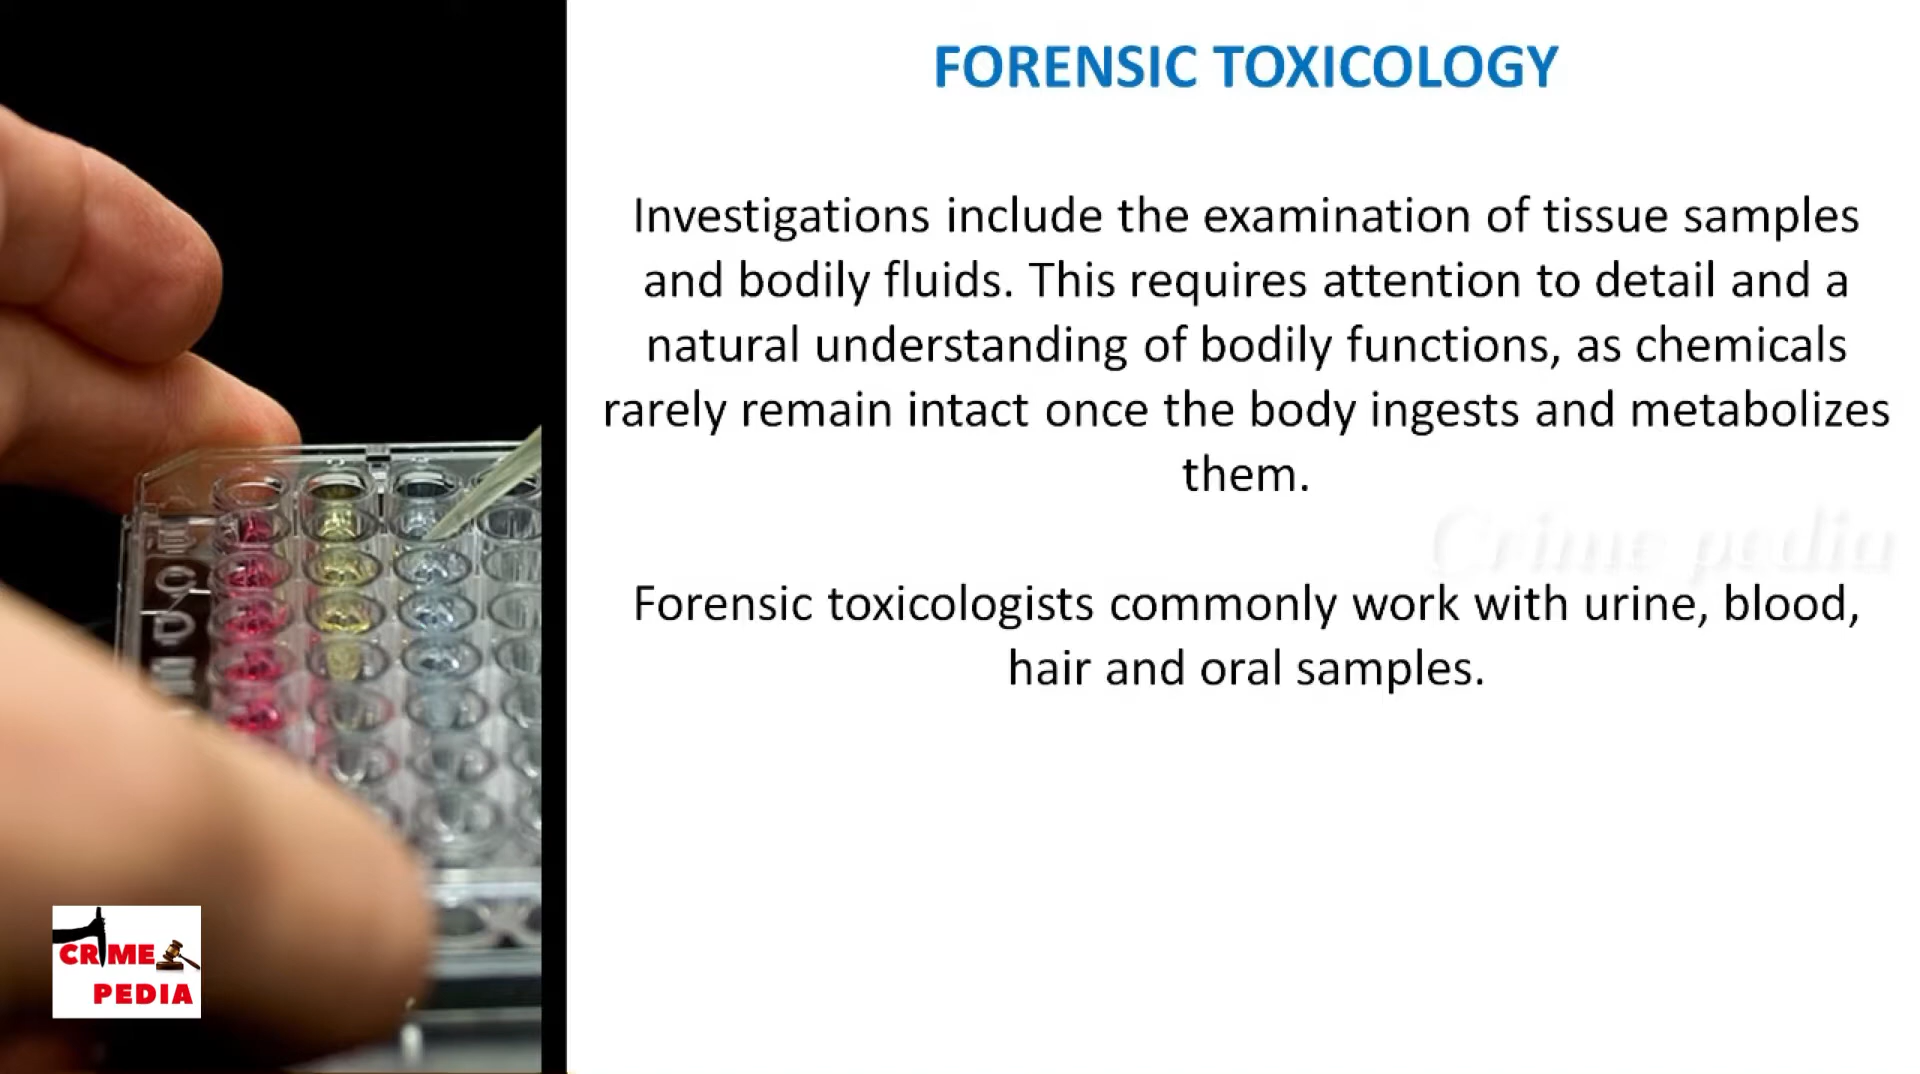 FORENSIC TOXICOLOGY
Investigations include the examination of tissue samples
and bodily fluids. This requires attention to detail and a
natural understanding of bodily functions, as chemicals
rarely remain intact once the body ingests and metabolizes
them.
Crime pedia
Forensic toxicologists commonly work with urine, blood,
hair and oral samples.
C
D
E
CRIME
PEDIA